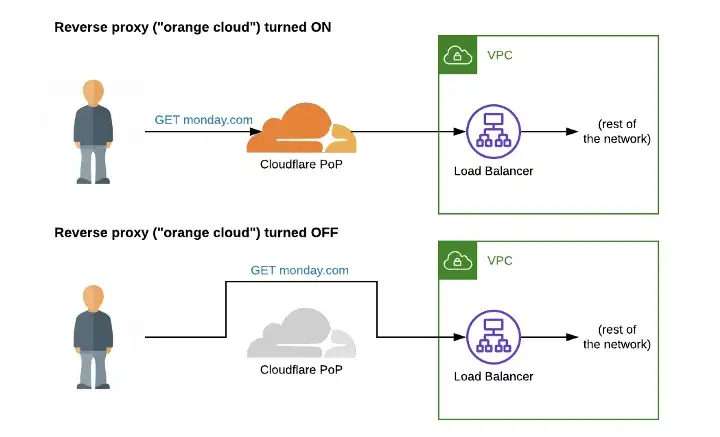 Reverse proxy ("orange cloud") turned ON
VPC
GET monday.com
(rest of
the network)
Cloudflare PoP
Load Balancer
Reverse proxy ("orange cloud") turned OFF
VPC
GET monday.com
(rest of
the network)
Cloudflare PoP
Load Balancer